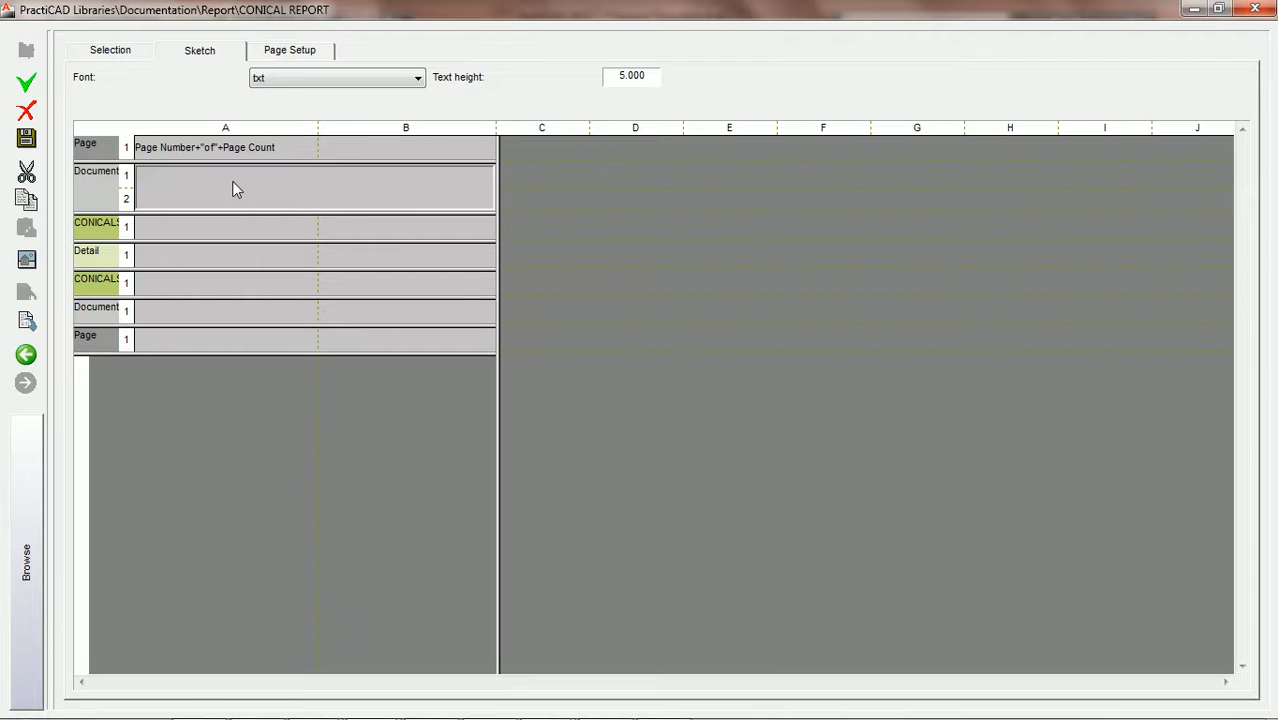 PractiCAD Libraries\Documentation\Report\CONICAL REPORT
Selection Sketch Page Setup
Font: txt Text height: 5.000
A B C D E F G H I J
Page 1 Page Number+"of"+Page Count
Document 1
2
CONICALS 1
Detail 1
CONICALS 1
Document 1
Page 1
Browse